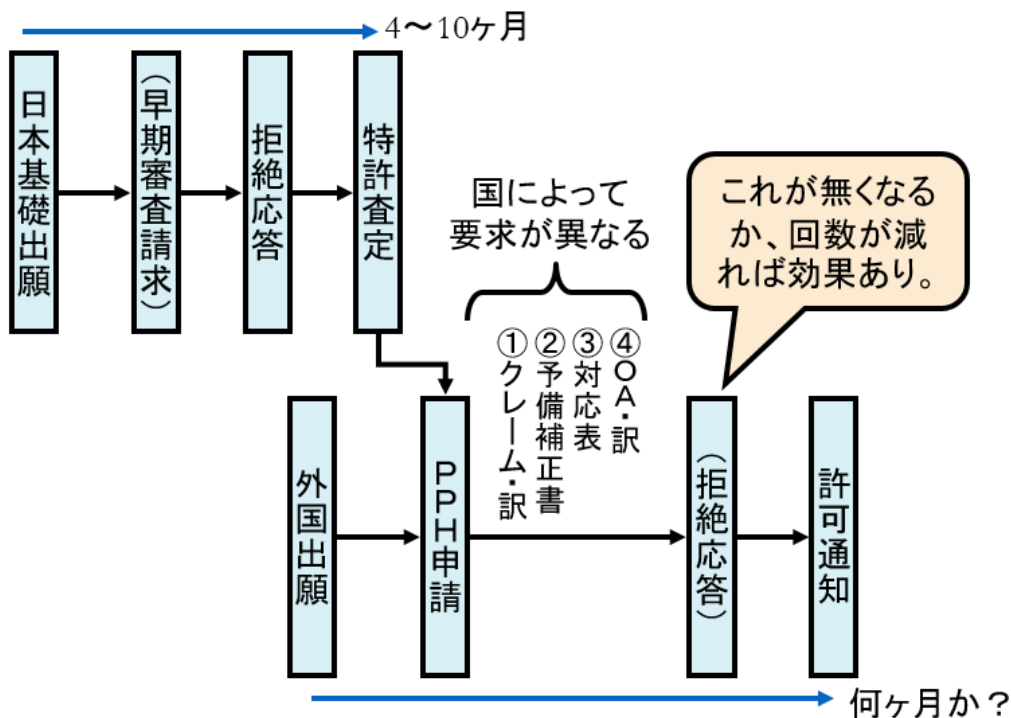 4～10ヶ月
日本基礎出願
（早期審査請求）
拒絶応答
特許査定
国によって
要求が異なる
これが無くなる
か、回数が減
れば効果あり。
①クレーム・訳
②予備補正書
③対応表
④OA・訳
外国出願
PPH申請
（拒絶応答）
許可通知
何ヶ月か？